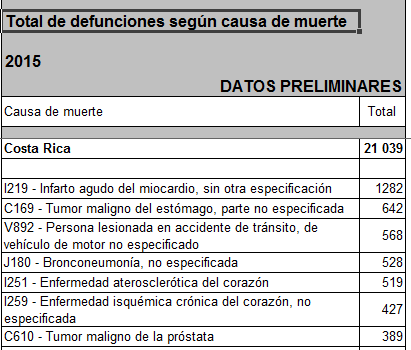 Total de defunciones según causa de muerte
2015
DATOS PRELIMINARES
Causa de muerte Total
Costa Rica 21 039
I219 - Infarto agudo del miocardio, sin otra especificación 1282
C169 - Tumor maligno del estómago, parte no especificada 642
V892 - Persona lesionada en accidente de tránsito, de
vehículo de motor no especificado 568
J180 - Bronconeumonía, no especificada 528
I251 - Enfermedad aterosclerótica del corazón 519
I259 - Enfermedad isquémica crónica del corazón, no
especificada 427
C610 - Tumor maligno de la próstata 389